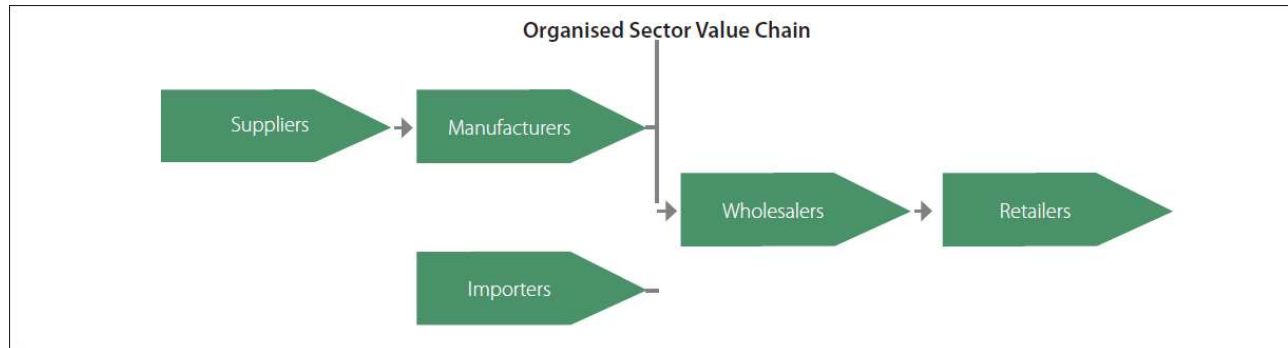 Organised Sector Value Chain
Suppliers
Manufacturers
Wholesalers
Retailers
Importers